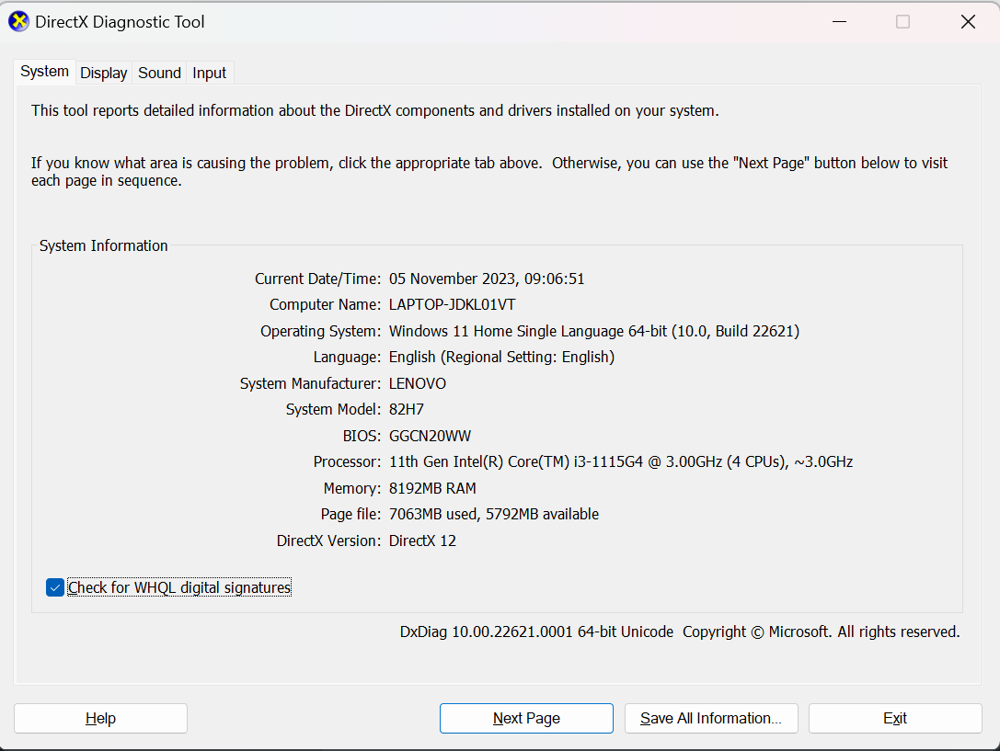 DirectX Diagnostic Tool
System Display Sound Input
This tool reports detailed information about the DirectX components and drivers installed on your system.
If you know what area is causing the problem, click the appropriate tab above.  Otherwise, you can use the "Next Page" button below to visit
each page in sequence.
System Information
Current Date/Time: 05 November 2023, 09:06:51
Computer Name: LAPTOP-JDKL01VT
Operating System: Windows 11 Home Single Language 64-bit (10.0, Build 22621)
Language: English (Regional Setting: English)
System Manufacturer: LENOVO
System Model: 82H7
BIOS: GGCN20WW
Processor: 11th Gen Intel(R) Core(TM) i3-1115G4 @ 3.00GHz (4 CPUs), ~3.0GHz
Memory: 8192MB RAM
Page file: 7063MB used, 5792MB available
DirectX Version: DirectX 12
Check for WHQL digital signatures
DxDiag 10.00.22621.0001 64-bit Unicode  Copyright © Microsoft. All rights reserved.
Help Next Page Save All Information... Exit